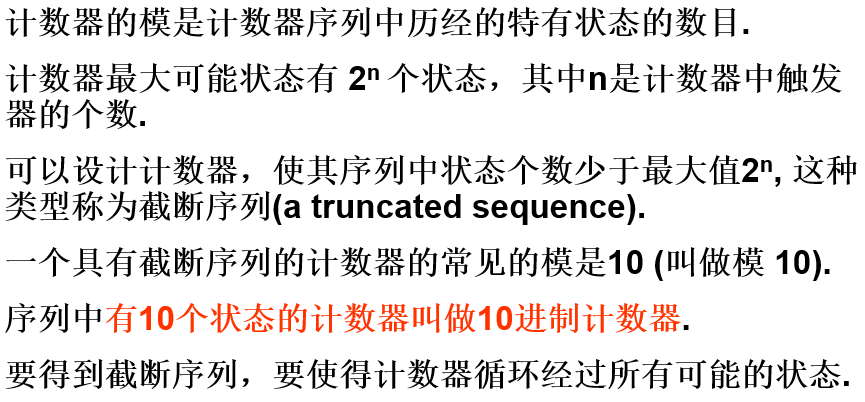 计数器的模是计数器序列中历经的特有状态的数目.
计数器最大可能状态有 2ⁿ 个状态，其中n是计数器中触发
器的个数.
可以设计计数器，使其序列中状态个数少于最大值2ⁿ, 这种
类型称为截断序列(a truncated sequence).
一个具有截断序列的计数器的常见的模是10 (叫做模 10).
序列中有10个状态的计数器叫做10进制计数器.
要得到截断序列，要使得计数器循环经过所有可能的状态.